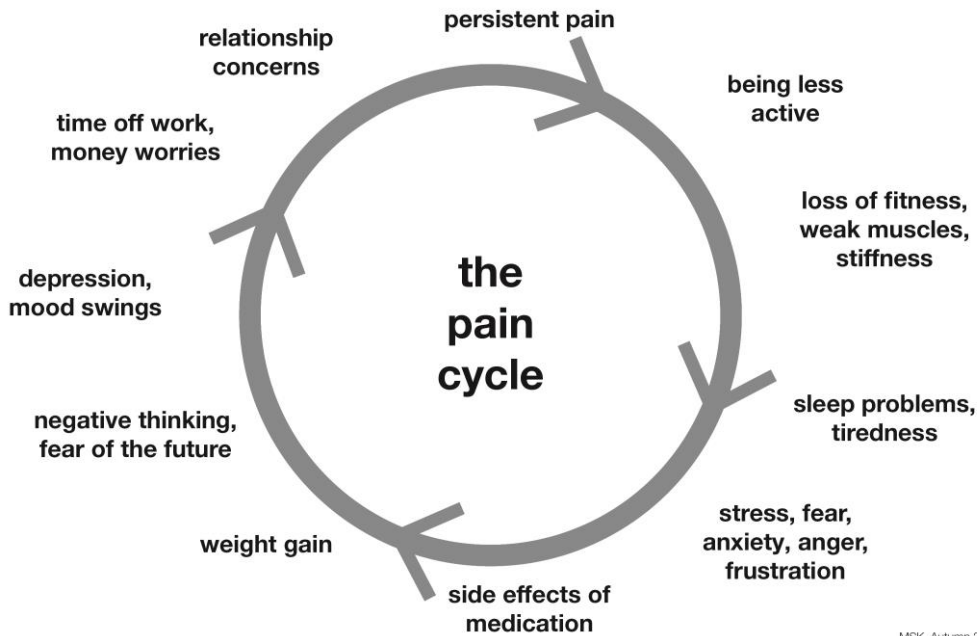 persistent pain
being less
active
loss of fitness,
weak muscles,
stiffness
sleep problems,
tiredness
stress, fear,
anxiety, anger,
frustration
side effects of
medication
weight gain
negative thinking,
fear of the future
depression,
mood swings
time off work,
money worries
relationship
concerns
the
pain
cycle